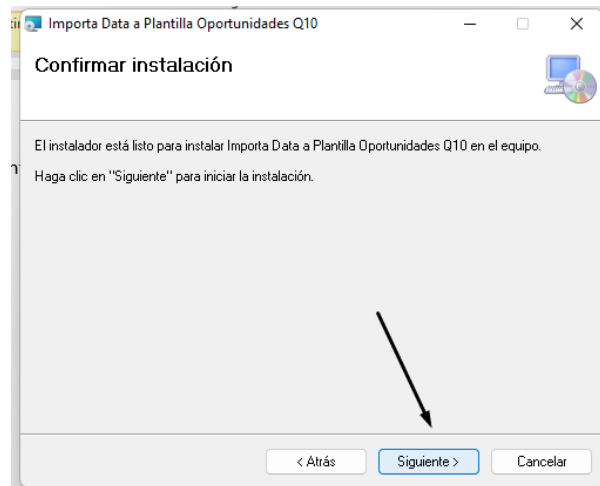 Importa Data a Plantilla Oportunidades Q10
Confirmar instalación
El instalador está listo para instalar Importa Data a Plantilla Oportunidades Q10 en el equipo.
Haga clic en "Siguiente" para iniciar la instalación.
< Atrás
Siguiente >
Cancelar